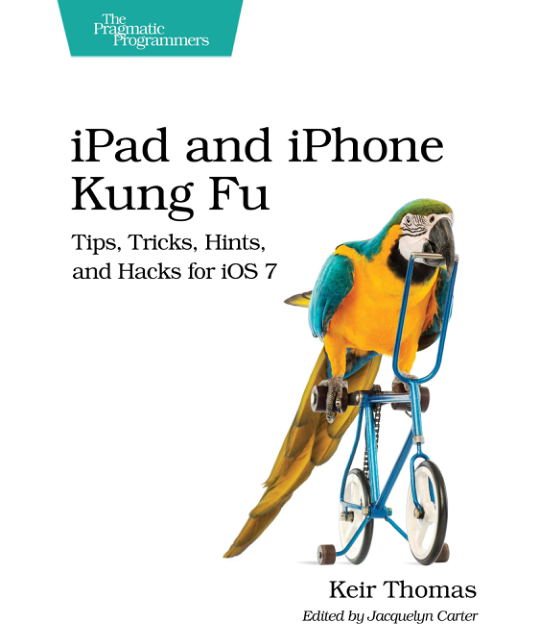 The
Pragmatic
Programmers
iPad and iPhone
Kung Fu
Tips, Tricks, Hints,
and Hacks for iOS 7
Keir Thomas
Edited by Jacquelyn Carter